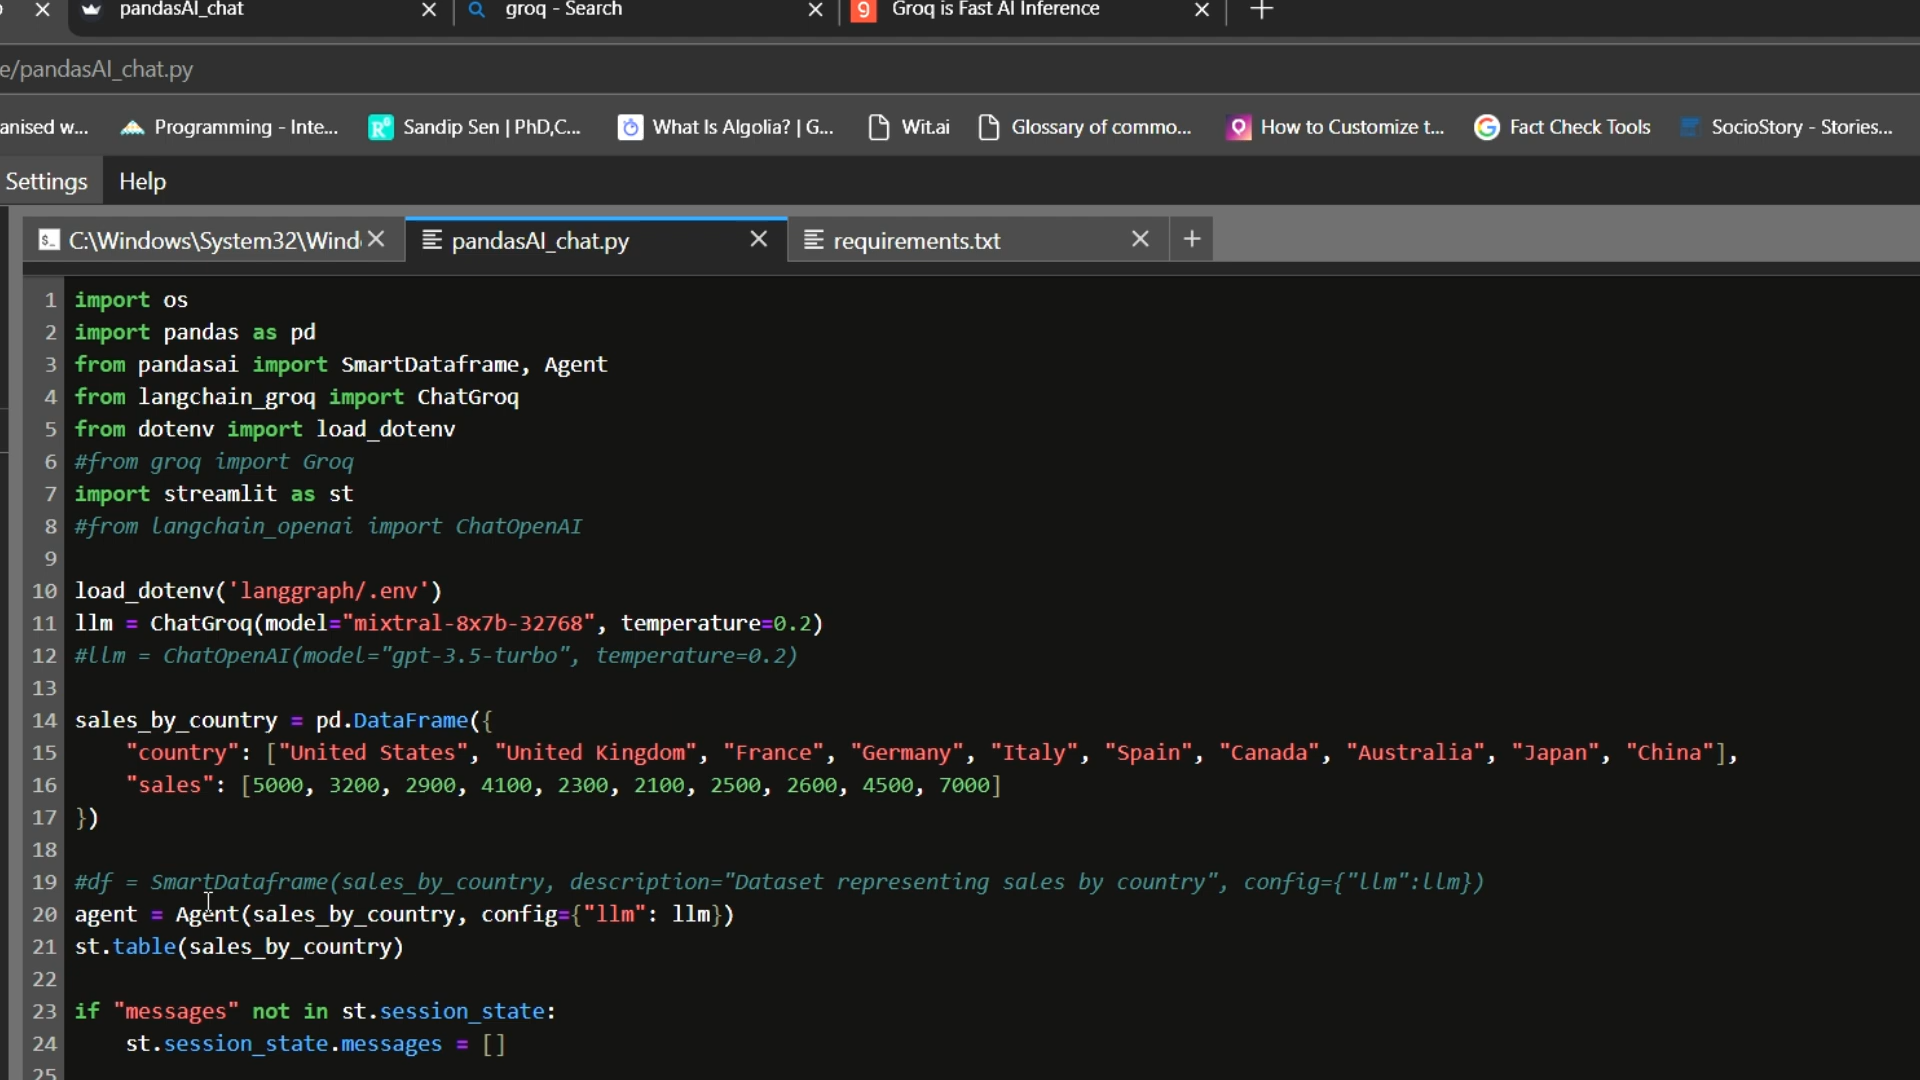 pandasAI_chat
groq - Search
Groq is Fast AI Inference
e/pandasAI_chat.py
anised w...
Programming - Inte...
Sandip Sen | PhD,C...
What Is Algolia? | G...
Wit.ai
Glossary of commo...
How to Customize t...
Fact Check Tools
SocioStory - Stories...
Settings
Help
C:\Windows\System32\Wind
pandasAI_chat.py
requirements.txt
1 import os
2 import pandas as pd
3 from pandasai import SmartDataframe, Agent
4 from langchain_groq import ChatGroq
5 from dotenv import load_dotenv
6 #from groq import Groq
7 import streamlit as st
8 #from langchain_openai import ChatOpenAI
9
10 load_dotenv('langgraph/.env')
11 llm = ChatGroq(model="mixtral-8x7b-32768", temperature=0.2)
12 #llm = ChatOpenAI(model="gpt-3.5-turbo", temperature=0.2)
13
14 sales_by_country = pd.DataFrame({
15     "country": ["United States", "United Kingdom", "France", "Germany", "Italy", "Spain", "Canada", "Australia", "Japan", "China"],
16     "sales": [5000, 3200, 2900, 4100, 2300, 2100, 2500, 2600, 4500, 7000]
17 })
18
19 #df = SmartDataframe(sales_by_country, description="Dataset representing sales by country", config={"llm":llm})
20 agent = Agent(sales_by_country, config={"llm": llm})
21 st.table(sales_by_country)
22
23 if "messages" not in st.session_state:
24     st.session_state.messages = []
25